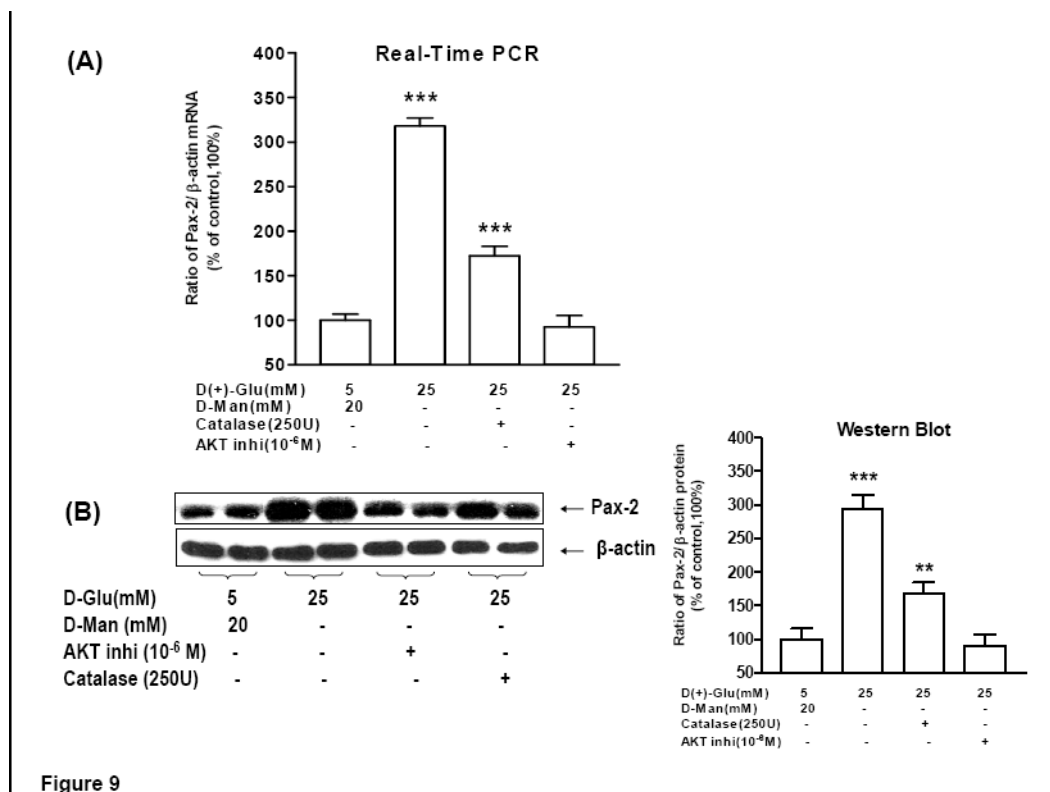 (A)
Real-Time PCR
Ratio of Pax-2/ β-actin mRNA
(% of control,100%)
400
350
300
250
200
150
100
50
***
***
D(+)-Glu(mM) 5 25 25 25
D-Man(mM) 20 - - -
Catalase(250U) - - + -
AKT inhi(10⁻⁶M) - - - +
(B)
← Pax-2
← β-actin
D-Glu(mM) 5 25 25 25
D-Man (mM) 20 - - -
AKT inhi (10⁻⁶ M) - - + -
Catalase (250U) - - - +
Western Blot
Ratio of Pax-2/ β-actin protein
(% of control,100%)
400
350
300
250
200
150
100
50
***
**
D(+)-Glu(mM) 5 25 25 25
D-Man(mM) 20 - - -
Catalase(250U) - - + -
AKT inhi(10⁻⁶M) - - - +
Figure 9